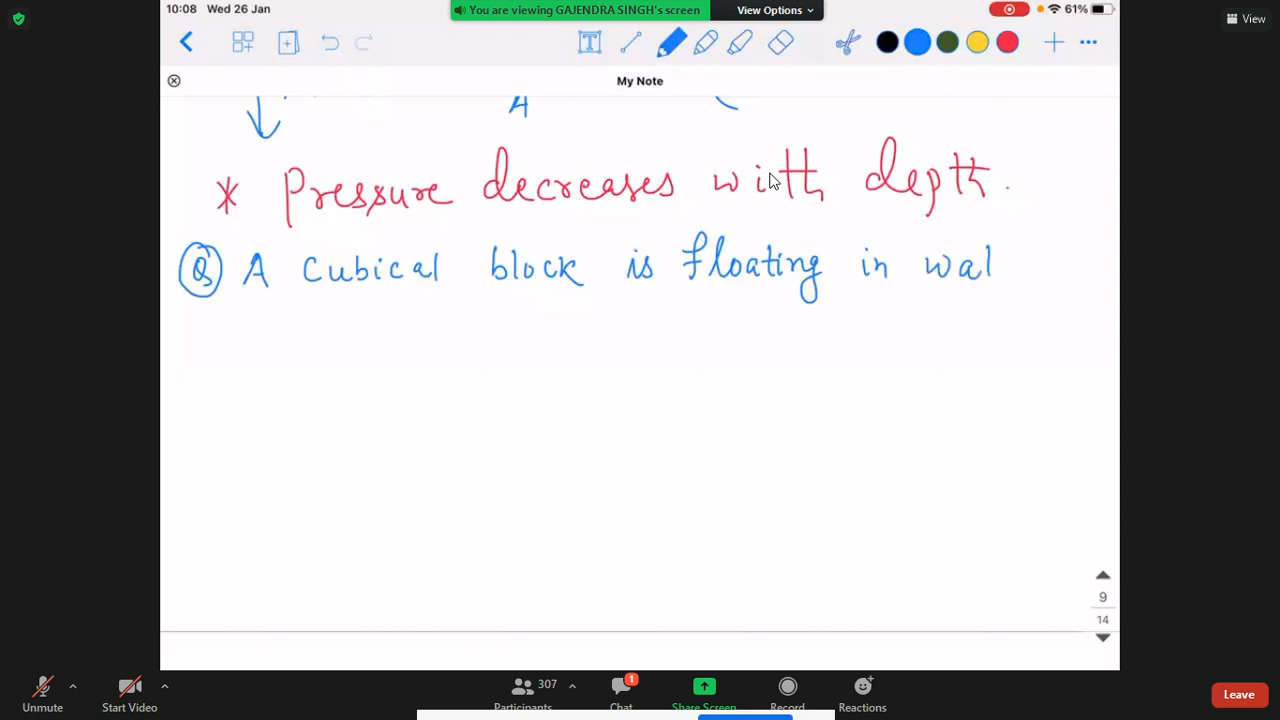 10:08 Wed 26 Jan
You are viewing GAJENDRA SINGH's screen
View Options
61%
View
My Note
A
* Pressure decreases with depth.
Q A cubical block is floating in wat
9
14
Unmute
Start Video
307
Participants
1
Chat
Share Screen
Record
Reactions
Leave